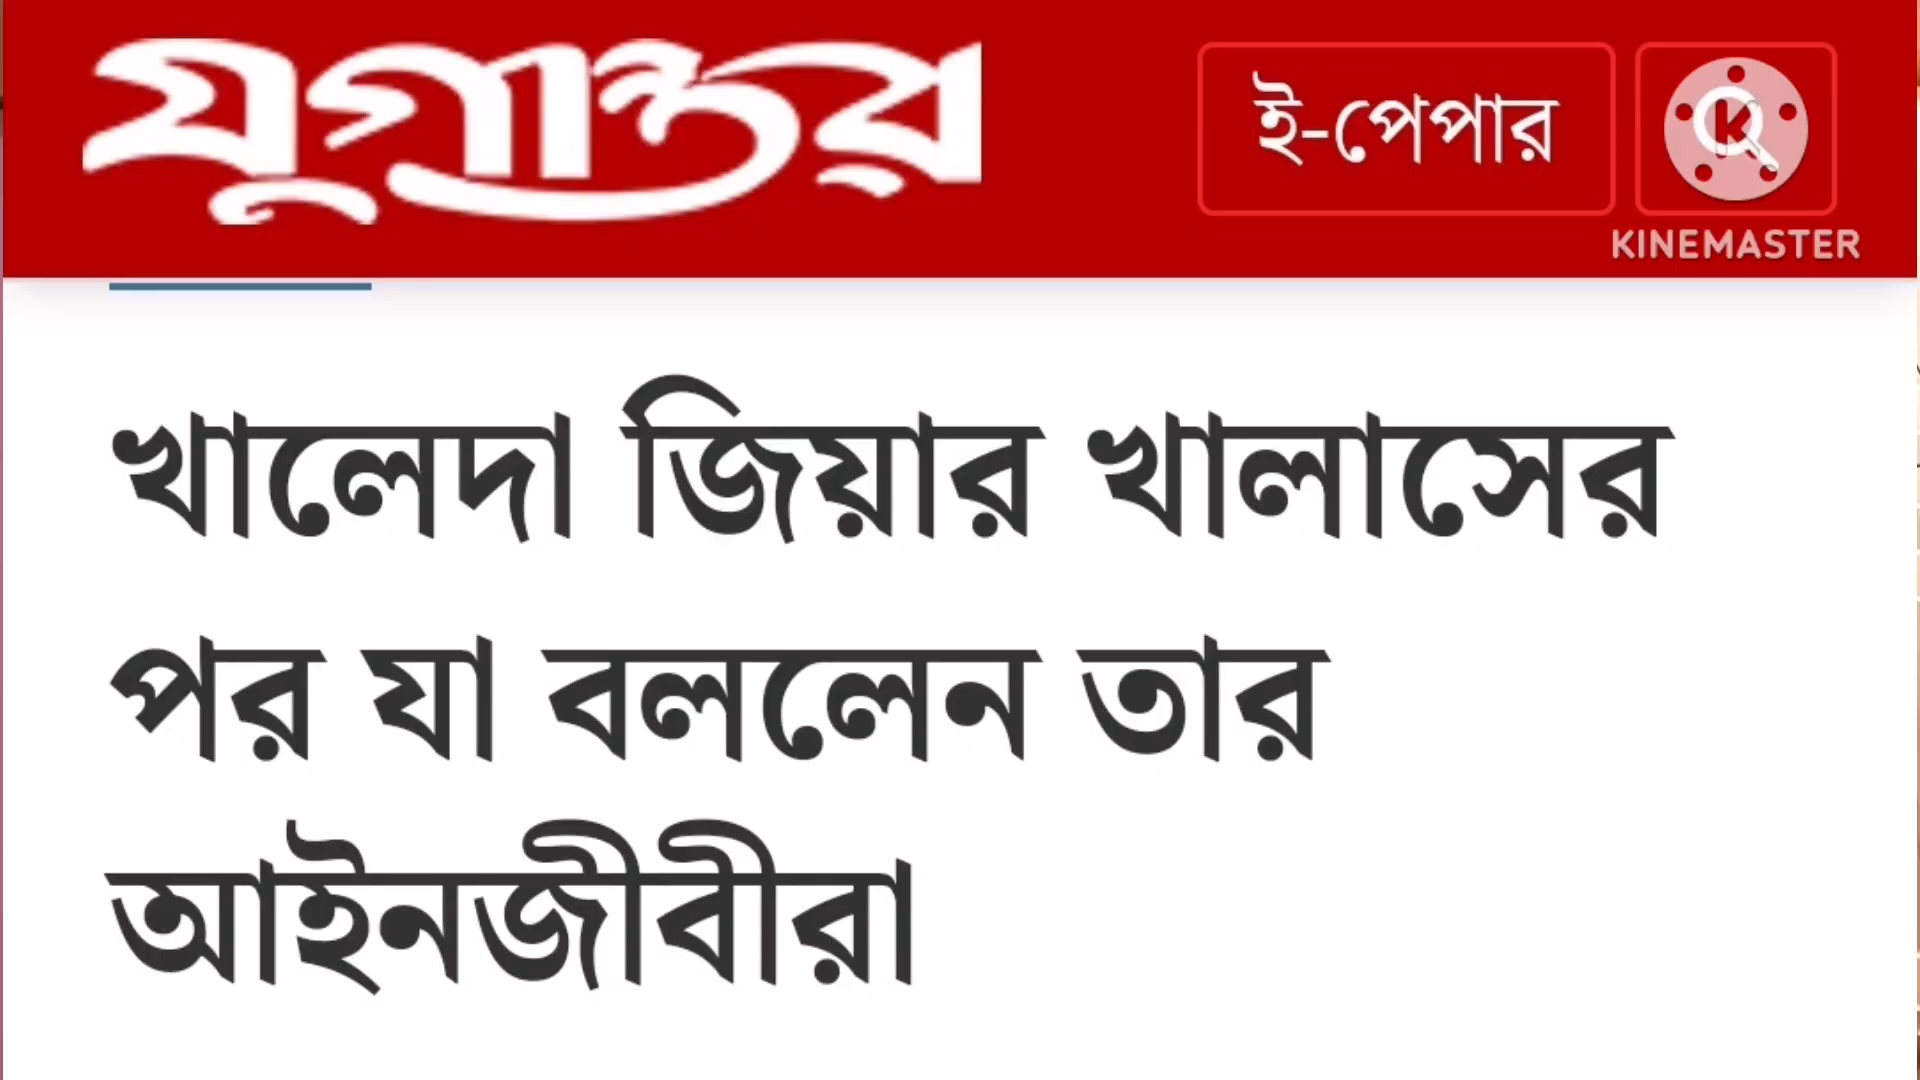 যুগান্তর
ই-পেপার
KINEMASTER
খালেদা জিয়ার খালাসের
পর যা বললেন তার
আইনজীবীরা